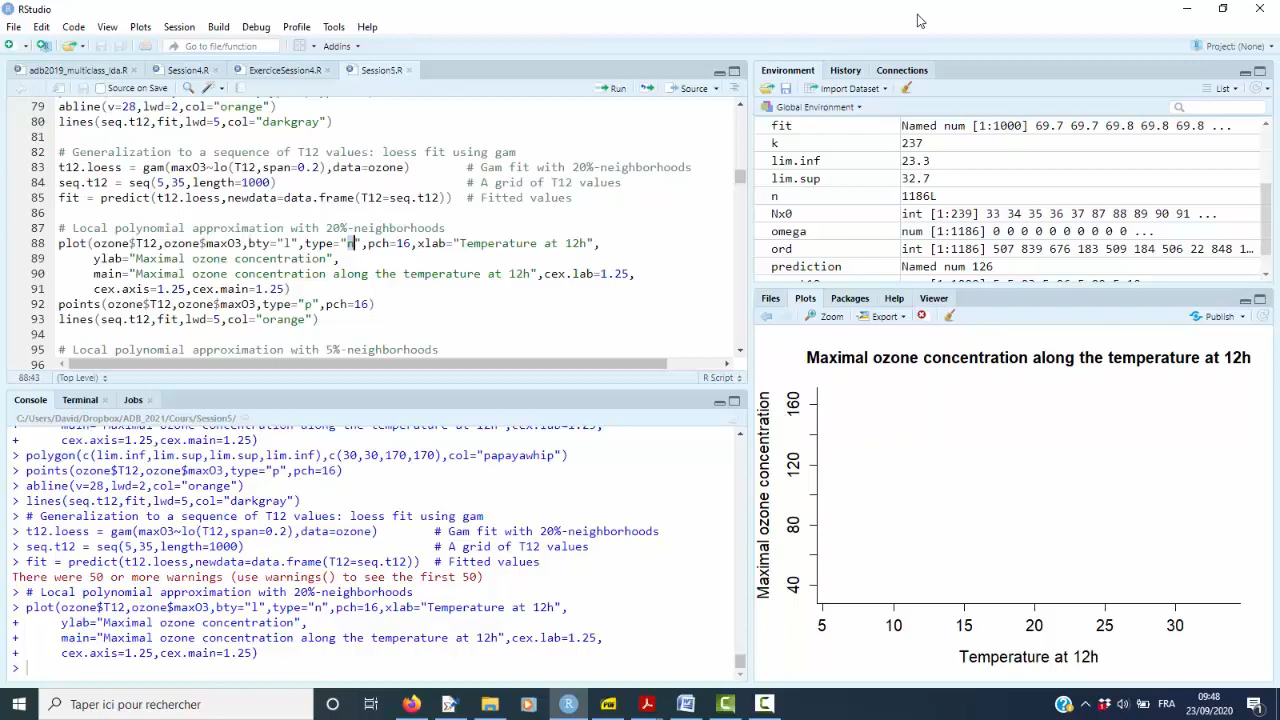 RStudio
File Edit Code View Plots Session Build Debug Profile Tools Help
Go to file/function Addins Project: (None)
adb2019_multiclass_lda.R Session4.R ExerciceSession4.R Session5.R
Source on Save Run Source
79 abline(v=28,lwd=2,col="orange")
80 lines(seq.t12,fit,lwd=5,col="darkgray")
81
82 # Generalization to a sequence of T12 values: loess fit using gam
83 t12.loess = gam(maxO3~lo(T12,span=0.2),data=ozone) # Gam fit with 20%-neighborhoods
84 seq.t12 = seq(5,35,length=1000) # A grid of T12 values
85 fit = predict(t12.loess,newdata=data.frame(T12=seq.t12)) # Fitted values
86
87 # Local polynomial approximation with 20%-neighborhoods
88 plot(ozone$T12,ozone$maxO3,bty="l",type="n",pch=16,xlab="Temperature at 12h",
89 ylab="Maximal ozone concentration",
90 main="Maximal ozone concentration along the temperature at 12h",cex.lab=1.25,
91 cex.axis=1.25,cex.main=1.25)
92 points(ozone$T12,ozone$maxO3,type="p",pch=16)
93 lines(seq.t12,fit,lwd=5,col="orange")
94
95 # Local polynomial approximation with 5%-neighborhoods
96
88:43 (Top Level) R Script
Console Terminal Jobs
C:/Users/David/Dropbox/ADB_2021/Cours/Session5/
+ main="Maximal ozone concentration along the temperature at 12h",cex.lab=1.25,
+ cex.axis=1.25,cex.main=1.25)
> polygon(c(lim.inf,lim.sup,lim.sup,lim.inf),c(30,30,170,170),col="papayawhip")
> points(ozone$T12,ozone$maxO3,type="p",pch=16)
> abline(v=28,lwd=2,col="orange")
> lines(seq.t12,fit,lwd=5,col="darkgray")
> # Generalization to a sequence of T12 values: loess fit using gam
> t12.loess = gam(maxO3~lo(T12,span=0.2),data=ozone) # Gam fit with 20%-neighborhoods
> seq.t12 = seq(5,35,length=1000) # A grid of T12 values
> fit = predict(t12.loess,newdata=data.frame(T12=seq.t12)) # Fitted values
There were 50 or more warnings (use warnings() to see the first 50)
> # Local polynomial approximation with 20%-neighborhoods
> plot(ozone$T12,ozone$maxO3,bty="l",type="n",pch=16,xlab="Temperature at 12h",
+ ylab="Maximal ozone concentration",
+ main="Maximal ozone concentration along the temperature at 12h",cex.lab=1.25,
+ cex.axis=1.25,cex.main=1.25)
>
Environment History Connections
Import Dataset List
Global Environment
fit Named num [1:1000] 69.7 69.7 69.8 69.8 69.8 ...
k 237
lim.inf 23.3
lim.sup 32.7
n 1186L
Nx0 int [1:239] 33 34 35 37 86 87 88 89 90 91 ...
omega num [1:1186] 0 0 0 0 0 0 0 0 0 0 ...
ord int [1:1186] 507 839 676 183 509 184 506 22 848 1…
prediction Named num 126
Files Plots Packages Help Viewer
Zoom Export Publish
Maximal ozone concentration along the temperature at 12h
Maximal ozone concentration
160
120
80
40
5 10 15 20 25 30
Temperature at 12h
Taper ici pour rechercher
FRA
09:48
23/09/2020